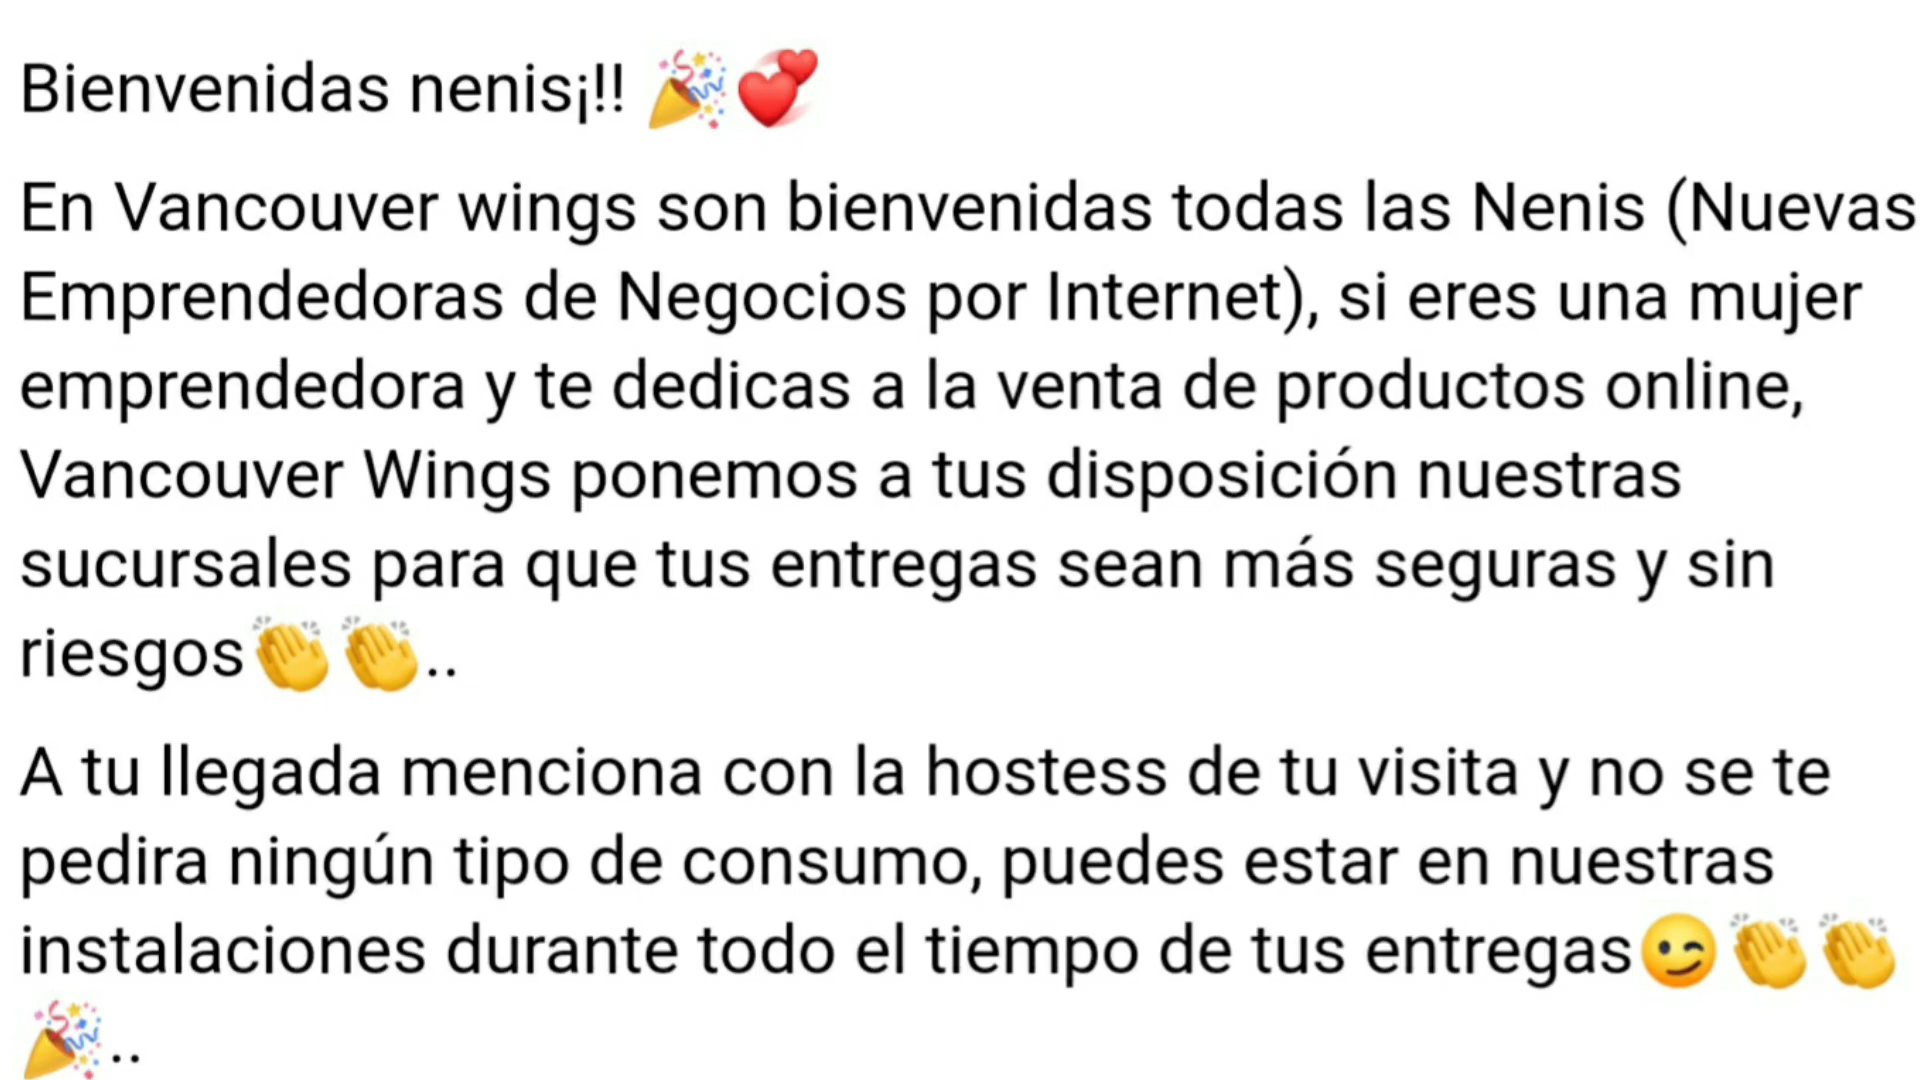 Bienvenidas nenis¡!! 🎉💞
En Vancouver wings son bienvenidas todas las Nenis (Nuevas
Emprendedoras de Negocios por Internet), si eres una mujer
emprendedora y te dedicas a la venta de productos online,
Vancouver Wings ponemos a tus disposición nuestras
sucursales para que tus entregas sean más seguras y sin
riesgos👏👏..
A tu llegada menciona con la hostess de tu visita y no se te
pedira ningún tipo de consumo, puedes estar en nuestras
instalaciones durante todo el tiempo de tus entregas😉👏👏
🎉..